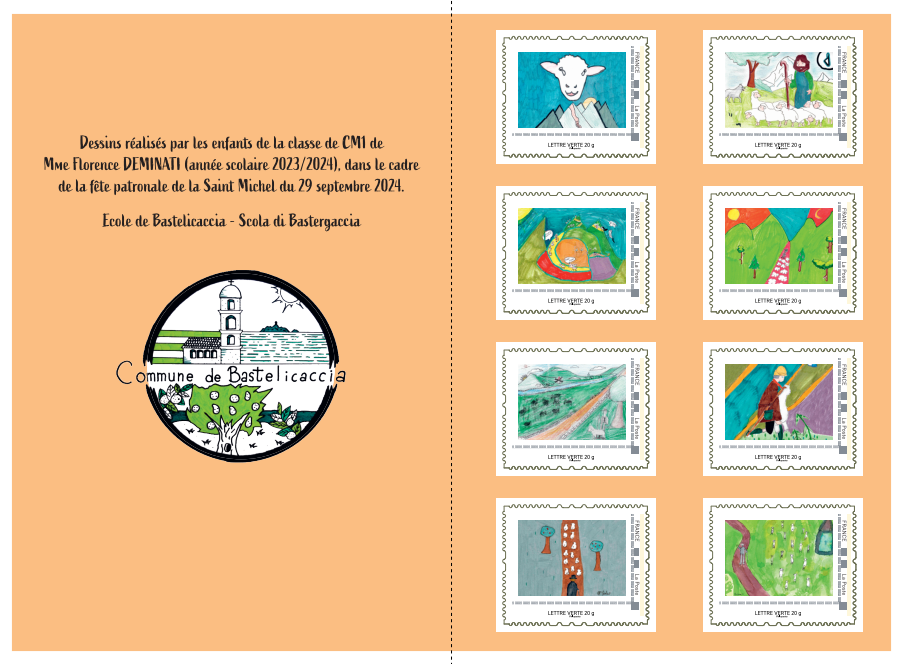 Dessins réalisés par les enfants de la classe de CM1 de
Mme Florence DEMINATI (année scolaire 2023/2024), dans le cadre
de la fête patronale de la Saint Michel du 29 septembre 2024.
Ecole de Bastelicaccia - Scola di Bastergaccia
Commune de Bastelicaccia
FRANCE
La Poste
LETTRE VERTE 20 g
FRANCE
La Poste
LETTRE VERTE 20 g
FRANCE
La Poste
LETTRE VERTE 20 g
FRANCE
La Poste
LETTRE VERTE 20 g
FRANCE
La Poste
LETTRE VERTE 20 g
FRANCE
La Poste
LETTRE VERTE 20 g
FRANCE
La Poste
LETTRE VERTE 20 g
FRANCE
La Poste
LETTRE VERTE 20 g